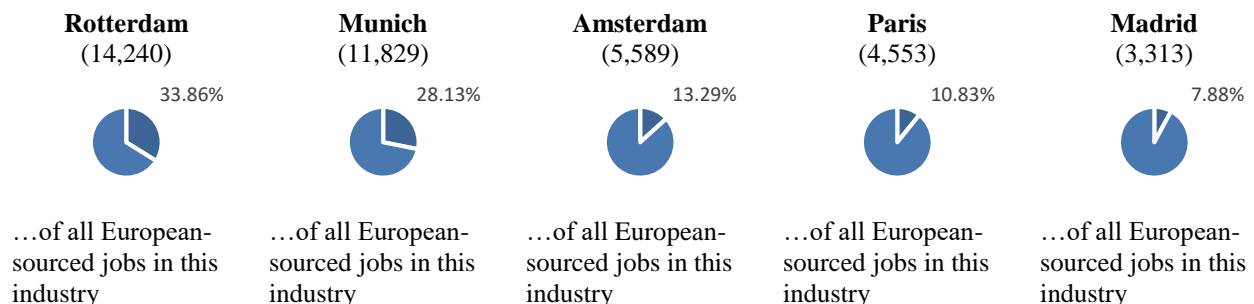 Rotterdam
(14,240)
33.86%
…of all European-
sourced jobs in this
industry
Munich
(11,829)
28.13%
…of all European-
sourced jobs in this
industry
Amsterdam
(5,589)
13.29%
…of all European-
sourced jobs in this
industry
Paris
(4,553)
10.83%
…of all European-
sourced jobs in this
industry
Madrid
(3,313)
7.88%
…of all European-
sourced jobs in this
industry